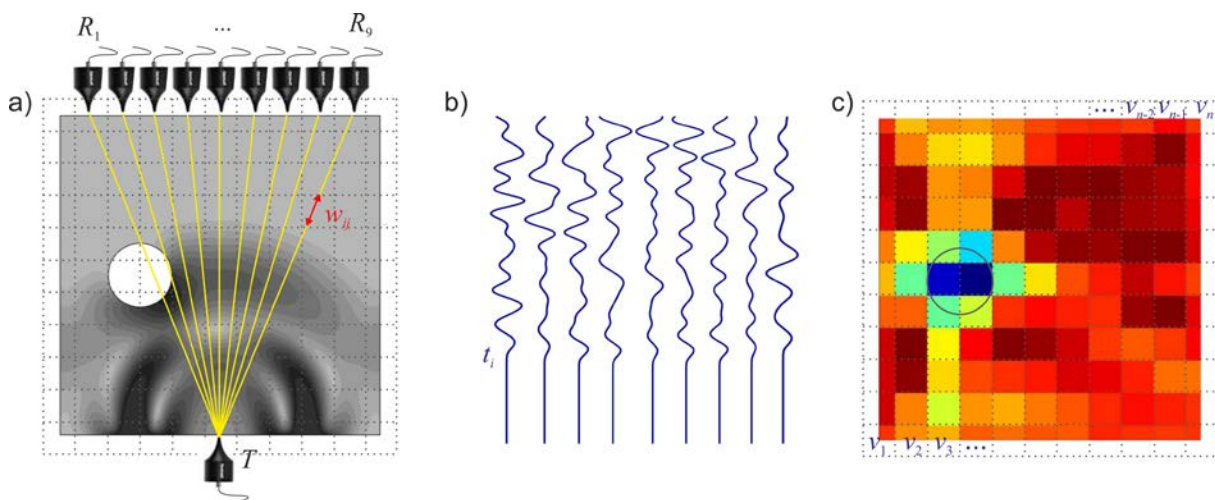 R1 ... R9
a)
wij
T
b)
ti
c)
... vn-2 vn-1 vn
v1 v2 v3 ...